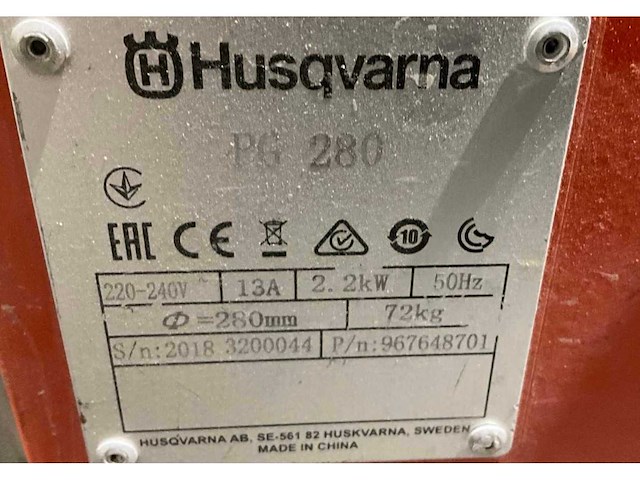 H Husqvarna
PG 280
EAC CE 10
220-240V 13A 2.2kW 50Hz
Φ=280mm 72kg
S/n:2018 3200044 P/n:967648701
HUSQVARNA AB, SE-561 82 HUSKVARNA, SWEDEN
MADE IN CHINA